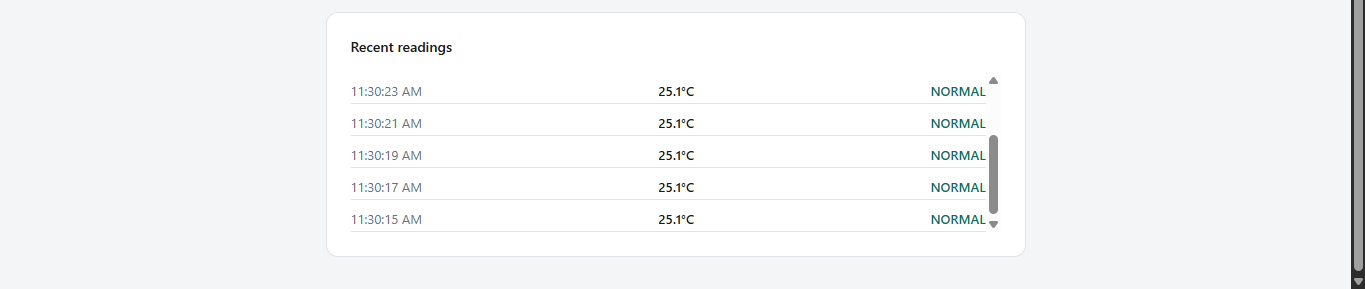 Recent readings
11:30:23 AM 25.1°C NORMAL
11:30:21 AM 25.1°C NORMAL
11:30:19 AM 25.1°C NORMAL
11:30:17 AM 25.1°C NORMAL
11:30:15 AM 25.1°C NORMAL